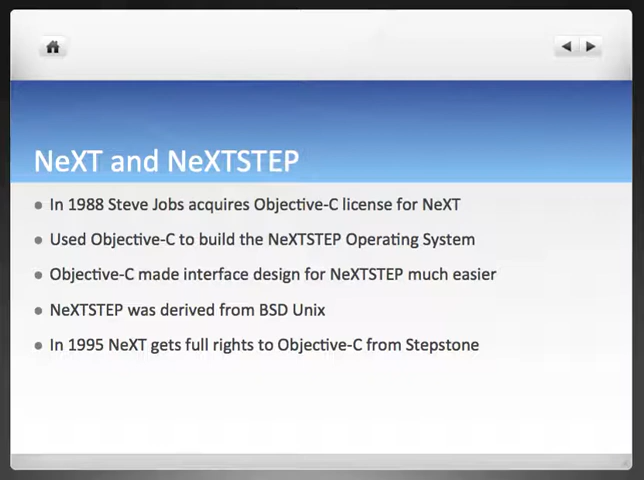 NeXT and NeXTSTEP
In 1988 Steve Jobs acquires Objective-C license for NeXT
Used Objective-C to build the NeXTSTEP Operating System
Objective-C made interface design for NeXTSTEP much easier
NeXTSTEP was derived from BSD Unix
In 1995 NeXT gets full rights to Objective-C from Stepstone